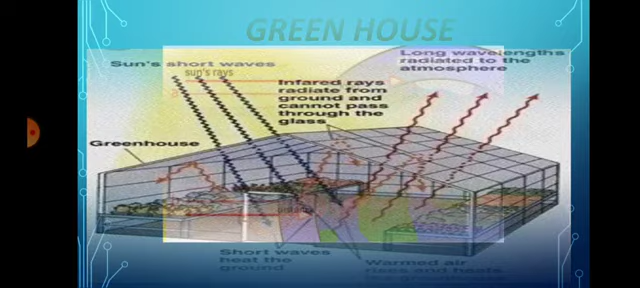 GREEN HOUSE
Sun's short waves
sun's rays
Long wavelengths
radiated to the
atmosphere
Infared rays
radiate from
ground and
cannot pass
through the
glass
Greenhouse
Short waves
heat the
ground
Warmed air
rises and heats